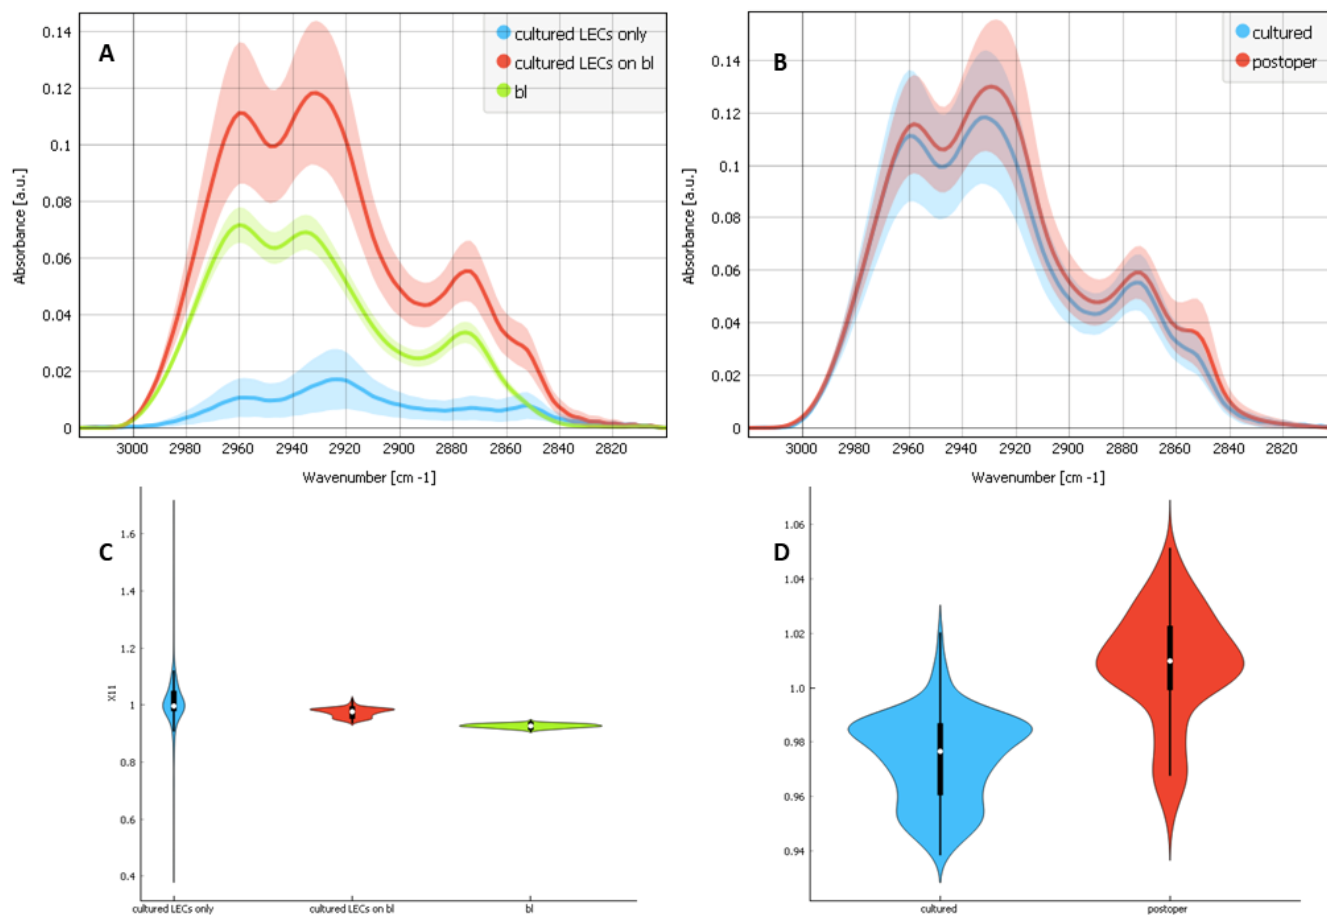 A
cultured LECs only
cultured LECs on bl
bl
0.14
0.12
0.1
0.08
0.06
0.04
0.02
0
Absorbance [a.u.]
3000 2980 2960 2940 2920 2900 2880 2860 2840 2820
Wavenumber [cm -1]
B
cultured
postoper
0.14
0.12
0.1
0.08
0.06
0.04
0.02
0
Absorbance [a.u.]
3000 2980 2960 2940 2920 2900 2880 2860 2840 2820
Wavenumber [cm -1]
C
1.6
1.4
1.2
1
0.8
0.6
0.4
X11
cultured LECs only cultured LECs on bl bl
D
1.06
1.04
1.02
1.0
0.98
0.96
0.94
cultured postoper